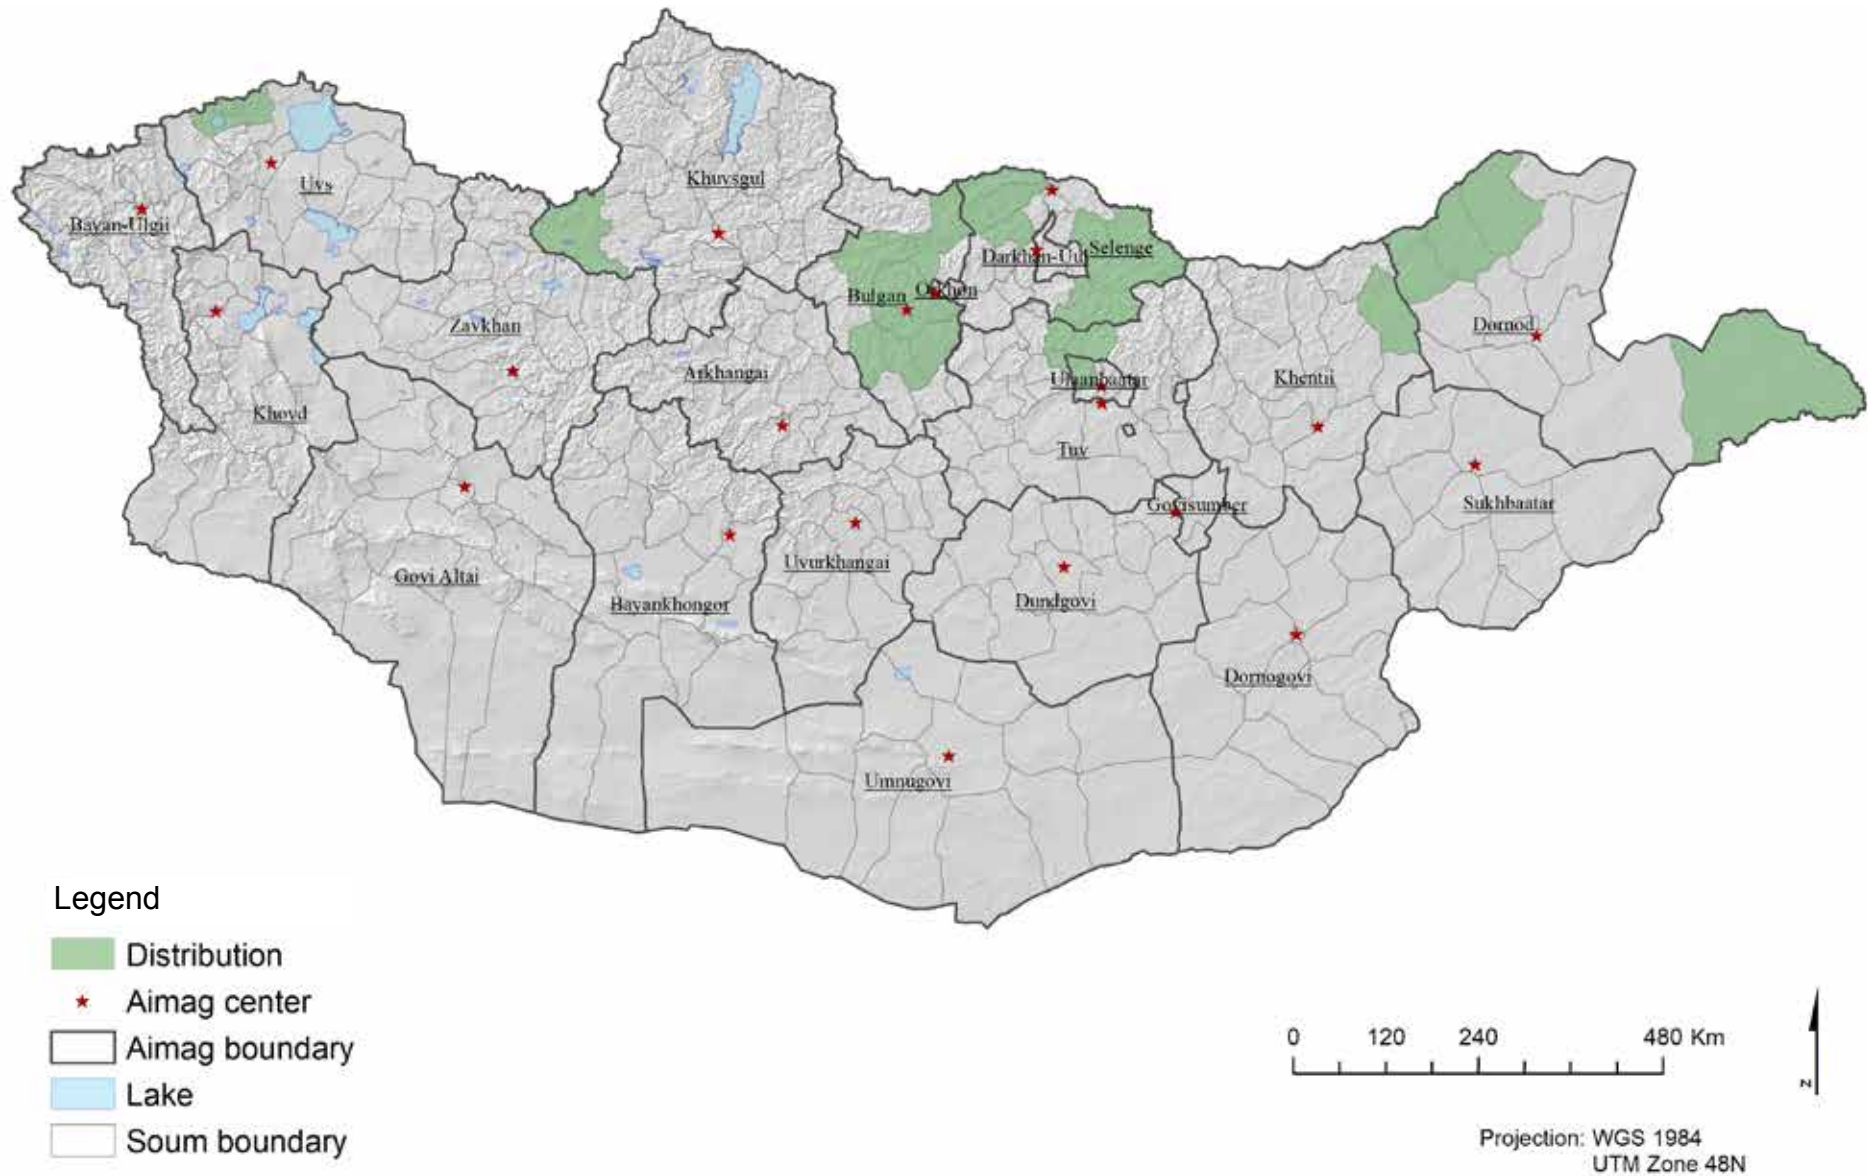 Khuvsgul
Uvs
Bayan-Ulgii
Selenge
Darkhan-Uul
Bulgan
Orkhon
Zavkhan
Dornod
Arkhangai
Ulaanbaatar
Khentii
Khovd
Tuv
Govisumber
Sukhbaatar
Uvurkhangai
Govi Altai
Bayankhongor
Dundgovi
Dornogovi
Umnugovi
Legend
Distribution
Aimag center
Aimag boundary
Lake
Soum boundary
0 120 240 480 Km
N
Projection: WGS 1984
UTM Zone 48N